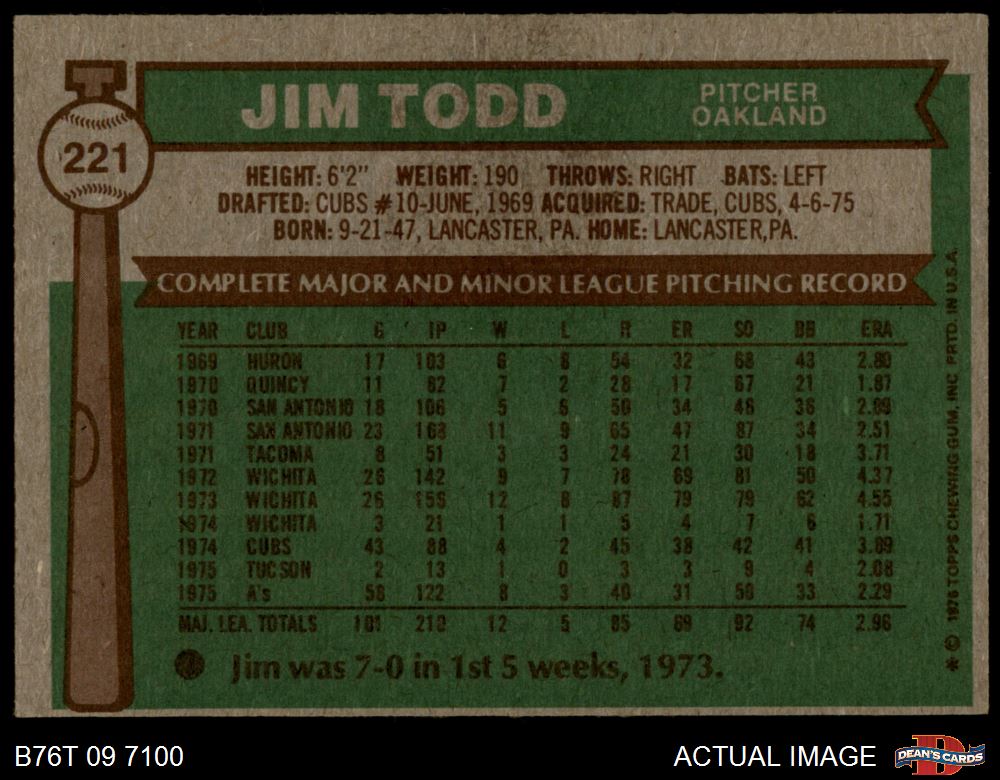 JIM TODD
PITCHER
OAKLAND
221
HEIGHT: 6'2" WEIGHT: 190 THROWS: RIGHT BATS: LEFT
DRAFTED: CUBS #10-JUNE, 1969 ACQUIRED: TRADE, CUBS, 4-6-75
BORN: 9-21-47, LANCASTER, PA. HOME: LANCASTER, PA.
COMPLETE MAJOR AND MINOR LEAGUE PITCHING RECORD
YEAR CLUB G IP W L R ER SO BB ERA
1969 HURON 17 103 6 8 54 32 68 43 2.80
1970 QUINCY 11 82 7 2 28 17 67 21 1.87
1970 SAN ANTONIO 18 106 5 6 50 34 46 36 2.89
1971 SAN ANTONIO 23 168 11 9 65 47 87 34 2.51
1971 TACOMA 8 51 3 3 24 21 30 18 3.71
1972 WICHITA 26 142 9 7 78 69 81 50 4.37
1973 WICHITA 26 156 12 8 87 79 79 62 4.55
1974 WICHITA 3 21 1 1 5 4 7 6 1.71
1974 CUBS 43 88 4 2 45 38 42 41 3.89
1975 TUCSON 2 13 1 0 3 3 9 4 2.08
1975 A's 58 122 8 3 40 31 50 33 2.29
MAJ. LEA. TOTALS 101 210 12 5 85 69 92 74 2.96
Jim was 7-0 in 1st 5 weeks, 1973.
* © 1976 TOPPS CHEWING GUM, INC. PRTD. IN U.S.A.
B76T 09 7100
ACTUAL IMAGE
DEAN'S CARDS